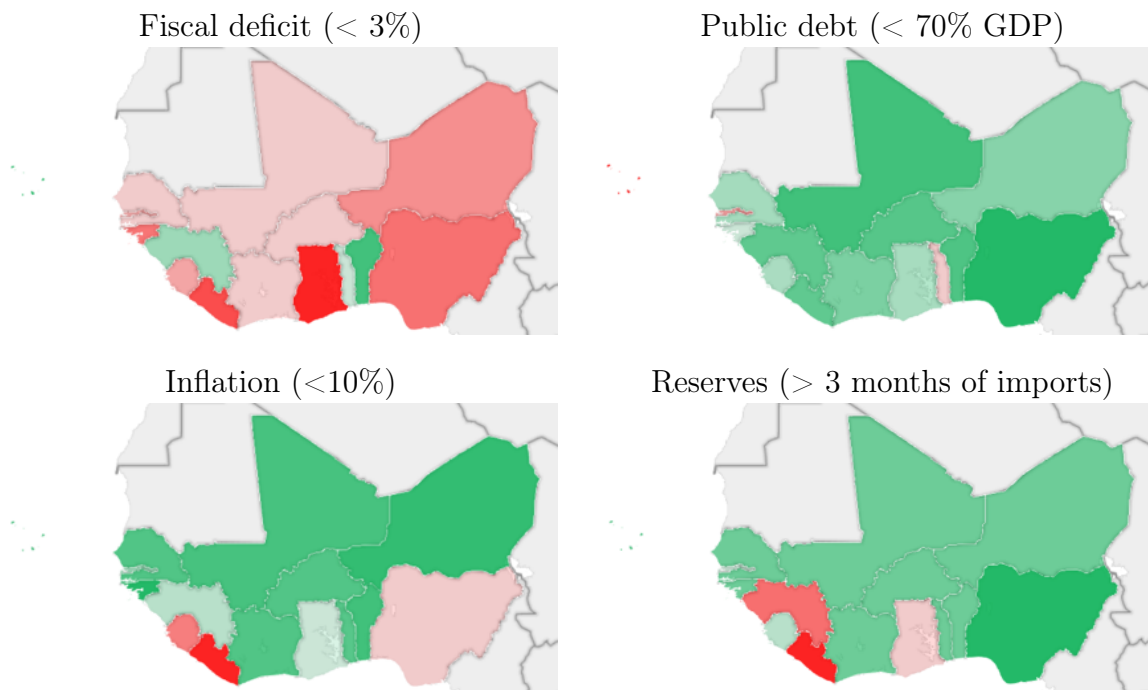 Fiscal deficit (< 3%)
Public debt (< 70% GDP)
Inflation (<10%)
Reserves (> 3 months of imports)